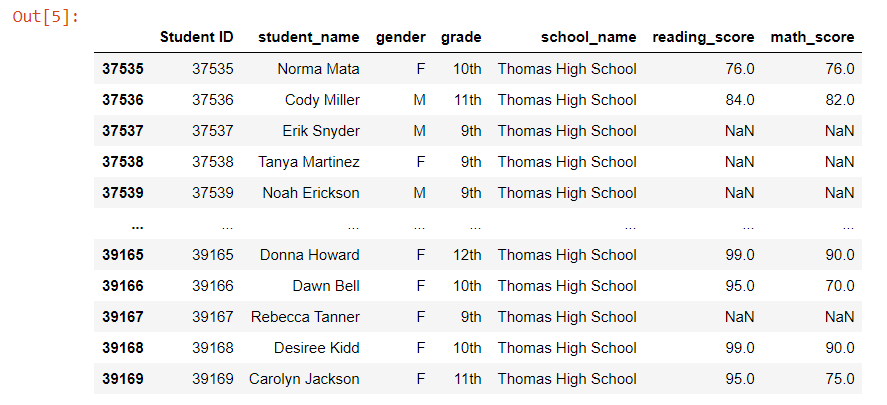 Out[5]:
Student ID student_name gender grade school_name reading_score math_score
37535 37535 Norma Mata F 10th Thomas High School 76.0 76.0
37536 37536 Cody Miller M 11th Thomas High School 84.0 82.0
37537 37537 Erik Snyder M 9th Thomas High School NaN NaN
37538 37538 Tanya Martinez F 9th Thomas High School NaN NaN
37539 37539 Noah Erickson M 9th Thomas High School NaN NaN
... ... ... ... ... ... ... ...
39165 39165 Donna Howard F 12th Thomas High School 99.0 90.0
39166 39166 Dawn Bell F 10th Thomas High School 95.0 70.0
39167 39167 Rebecca Tanner F 9th Thomas High School NaN NaN
39168 39168 Desiree Kidd F 10th Thomas High School 99.0 90.0
39169 39169 Carolyn Jackson F 11th Thomas High School 95.0 75.0